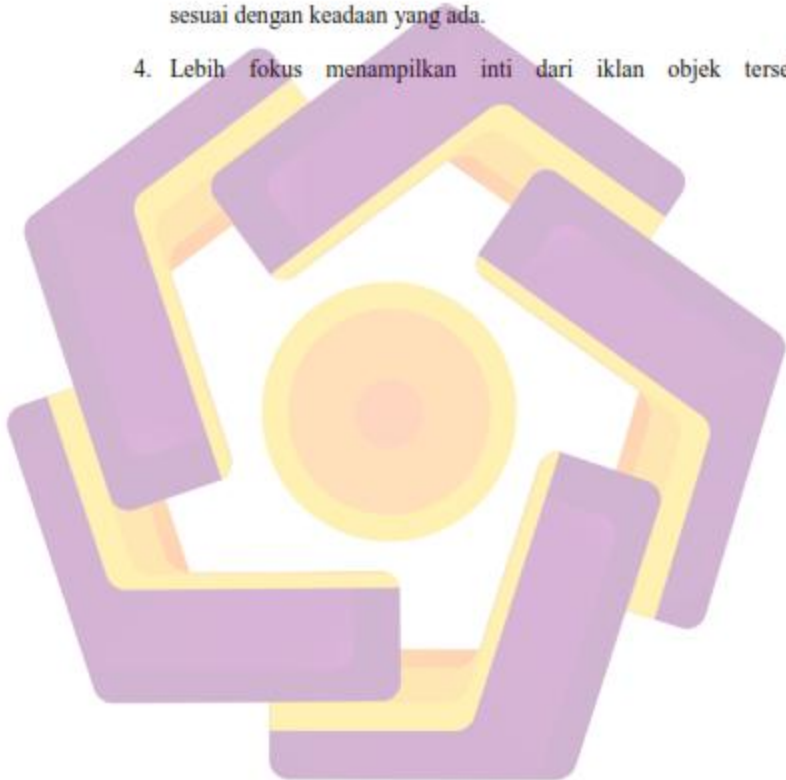 sesuai dengan keadaan yang ada.
4. Lebih fokus menampilkan inti dari iklan objek